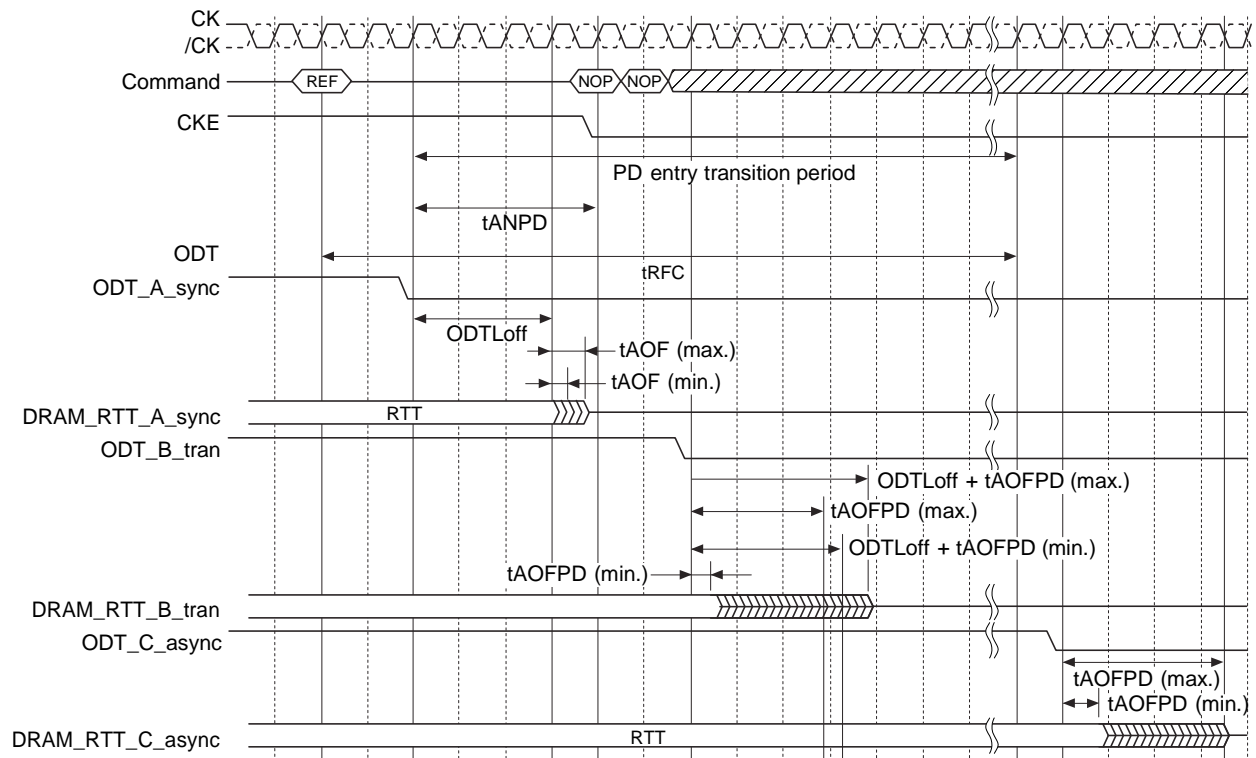 CK
/CK
Command
REF
NOP
NOP
CKE
PD entry transition period
tANPD
ODT
tRFC
ODT_A_sync
ODTLoff
tAOF (max.)
tAOF (min.)
DRAM_RTT_A_sync
RTT
ODT_B_tran
ODTLoff + tAOFPD (max.)
tAOFPD (max.)
ODTLoff + tAOFPD (min.)
tAOFPD (min.)
DRAM_RTT_B_tran
ODT_C_async
tAOFPD (max.)
tAOFPD (min.)
DRAM_RTT_C_async
RTT